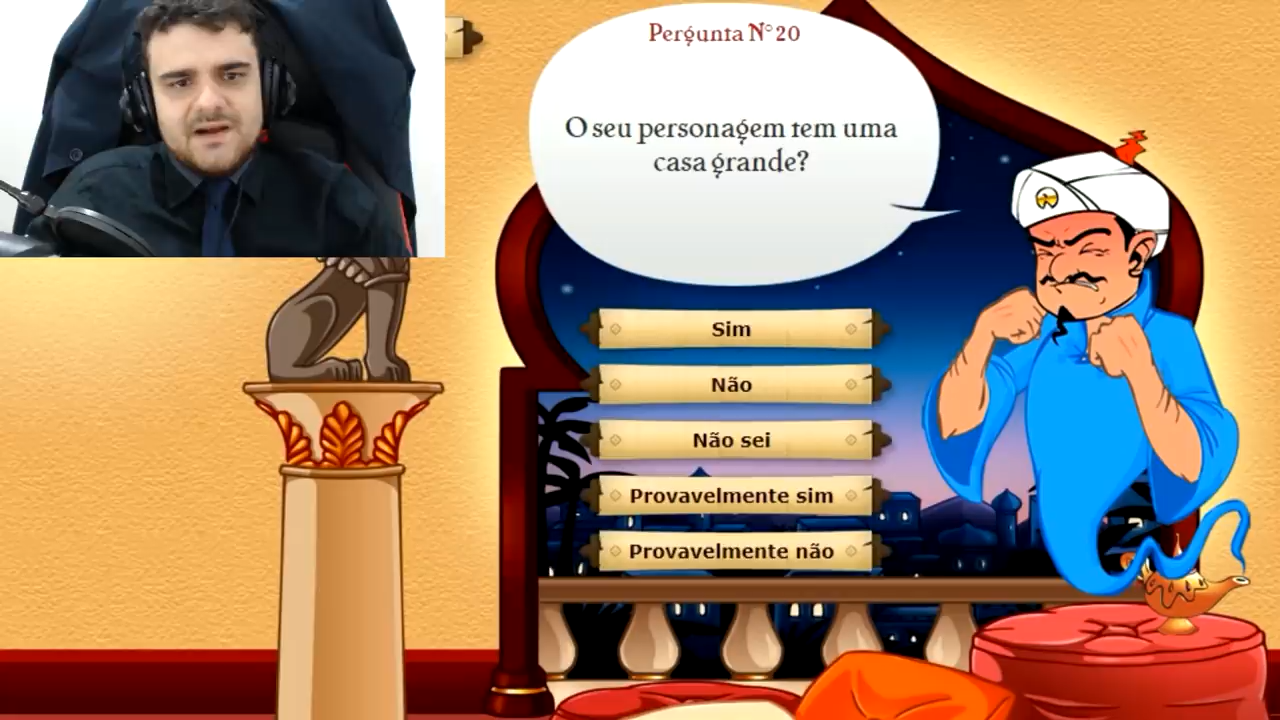 Pergunta N° 20
O seu personagem tem uma
casa grande?
Sim
Não
Não sei
Provavelmente sim
Provavelmente não